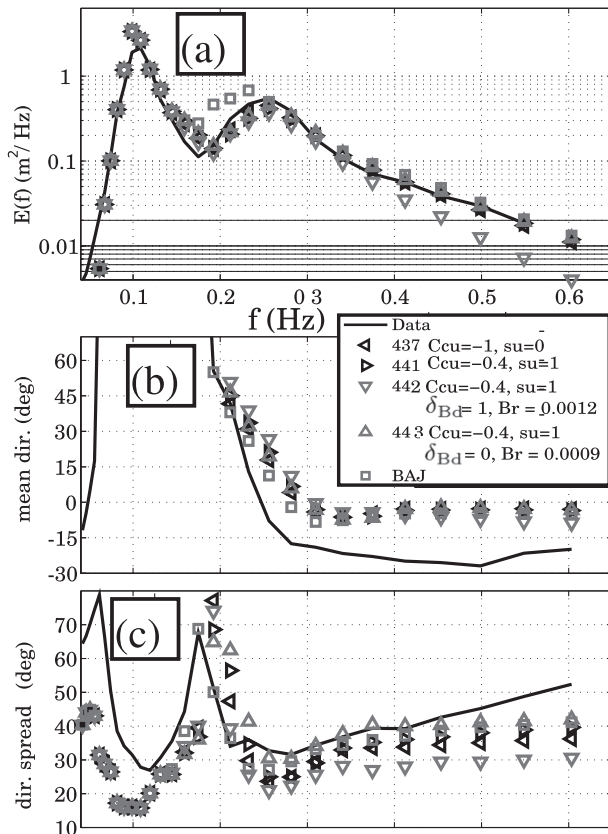 (a)
1
0.1
0.01
E(f) (m²/ Hz)
0.1 0.2 0 3 0.4 0.5 0.6
f (Hz)
Data
437 Ccu=-1, su=0
441 Ccu=-0.4, su=1
442 Ccu=-0.4, su=1
δBd= 1, Br = 0.0012
443 Ccu=-0.4, su=1
δBd= 0, Br = 0.0009
BAJ
(b)
60
45
30
15
0
-15
-30
mean dir. (deg)
(c)
70
60
50
40
30
20
10
dir. spread (deg)